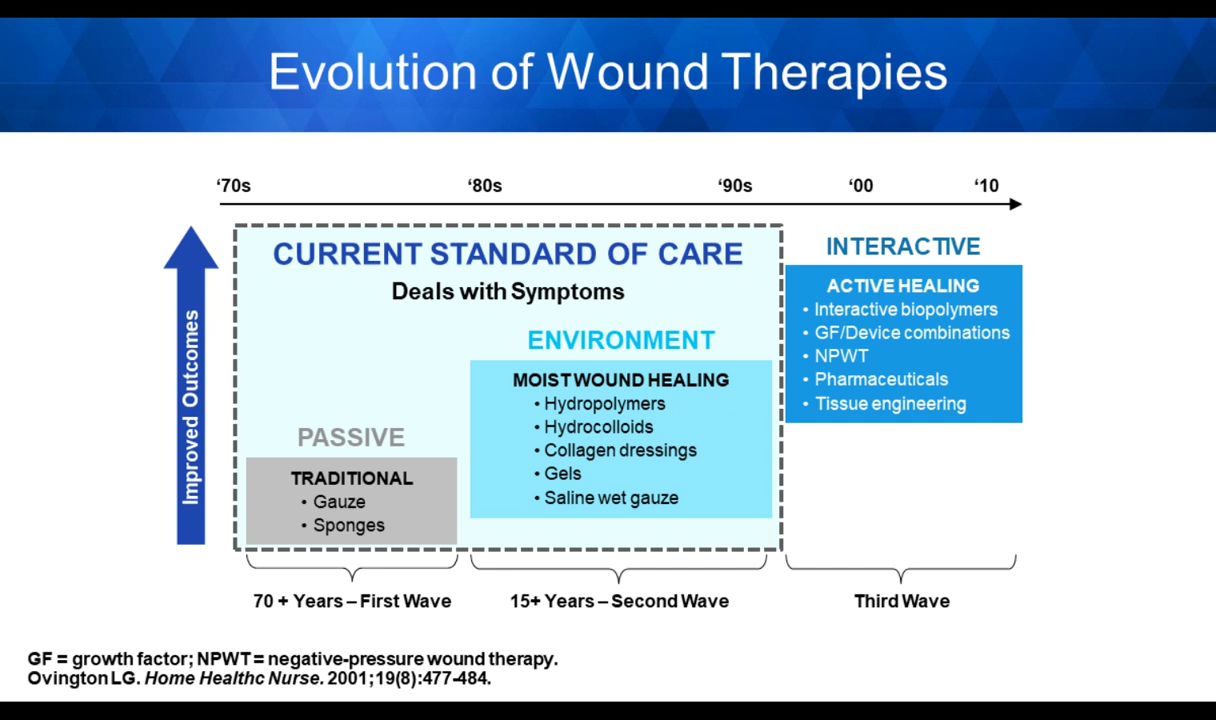 Evolution of Wound Therapies
‘70s ‘80s ‘90s ‘00 ‘10
Improved Outcomes
CURRENT STANDARD OF CARE
Deals with Symptoms
PASSIVE
TRADITIONAL
• Gauze
• Sponges
ENVIRONMENT
MOIST WOUND HEALING
• Hydropolymers
• Hydrocolloids
• Collagen dressings
• Gels
• Saline wet gauze
INTERACTIVE
ACTIVE HEALING
• Interactive biopolymers
• GF/Device combinations
• NPWT
• Pharmaceuticals
• Tissue engineering
70 + Years – First Wave
15+ Years – Second Wave
Third Wave
GF = growth factor; NPWT = negative-pressure wound therapy.
Ovington LG. Home Healthc Nurse. 2001;19(8):477-484.